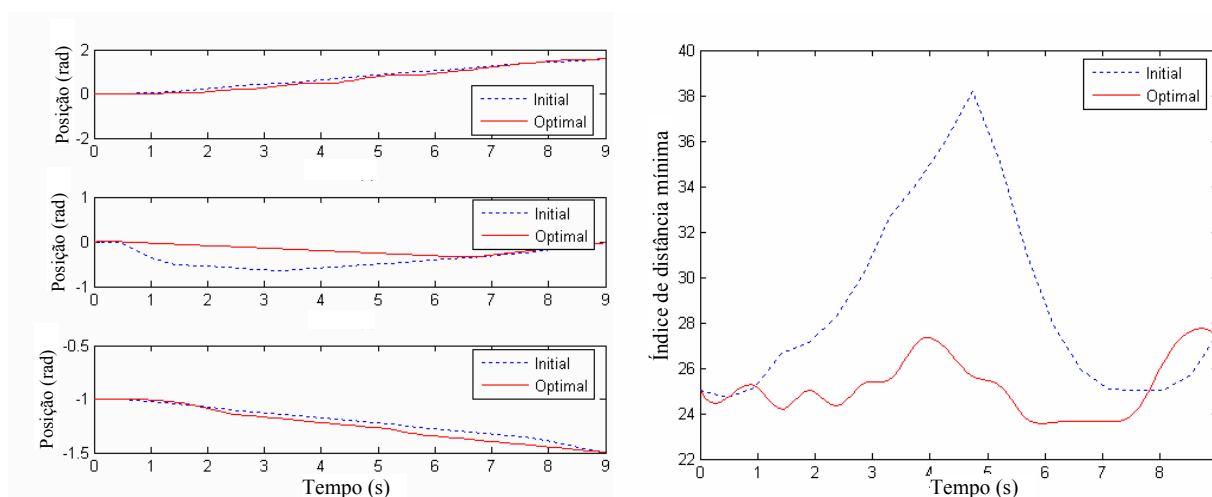 Posição (rad)
2
0
-2
Initial
Optimal
0 1 2 3 4 5 6 7 8 9
Posição (rad)
1
0
-1
Initial
Optimal
0 1 2 3 4 5 6 7 8 9
Posição (rad)
-0.5
-1
-1.5
Initial
Optimal
0 1 2 3 4 5 6 7 8 9
Tempo (s)
Índice de distância mínima
40
38
36
34
32
30
28
26
24
22
Initial
Optimal
0 1 2 3 4 5 6 7 8
Tempo (s)